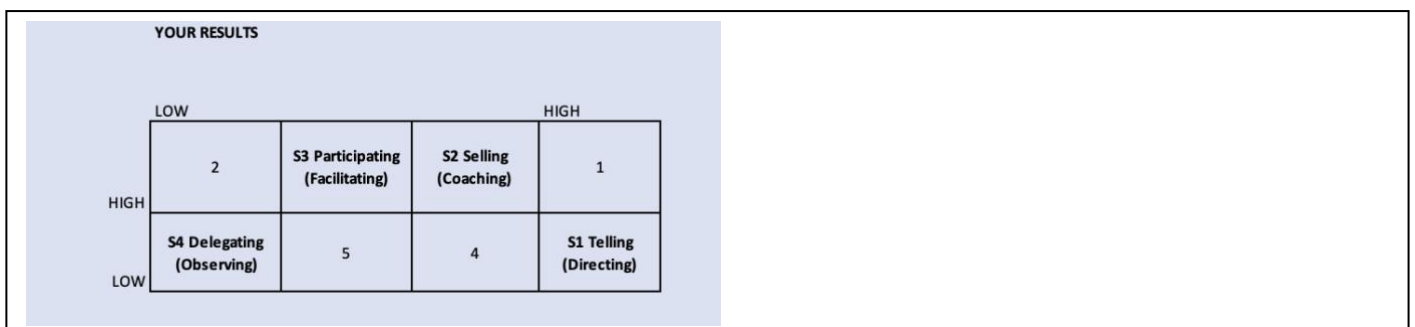 YOUR RESULTS
LOW HIGH
2 S3 Participating (Facilitating) S2 Selling (Coaching) 1
HIGH
S4 Delegating (Observing) 5 4 S1 Telling (Directing)
LOW